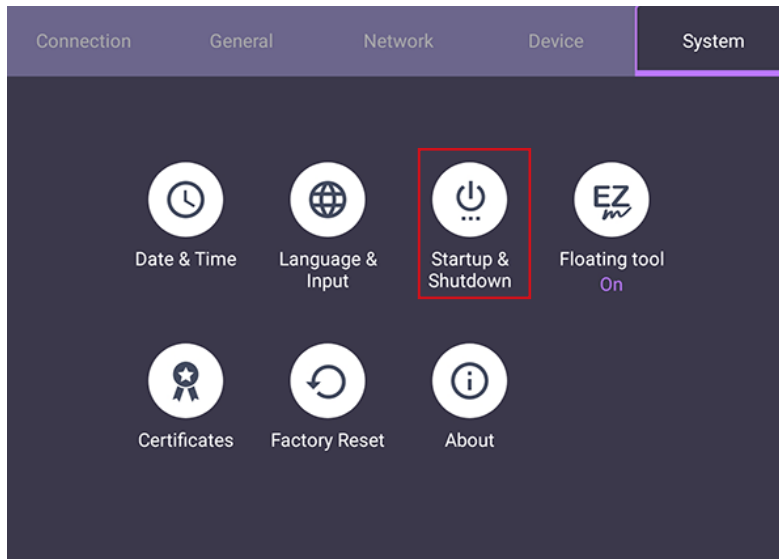 Connection General Network Device System
EZ
m
Date & Time Language & Input Startup & Shutdown Floating tool
On
Certificates Factory Reset About